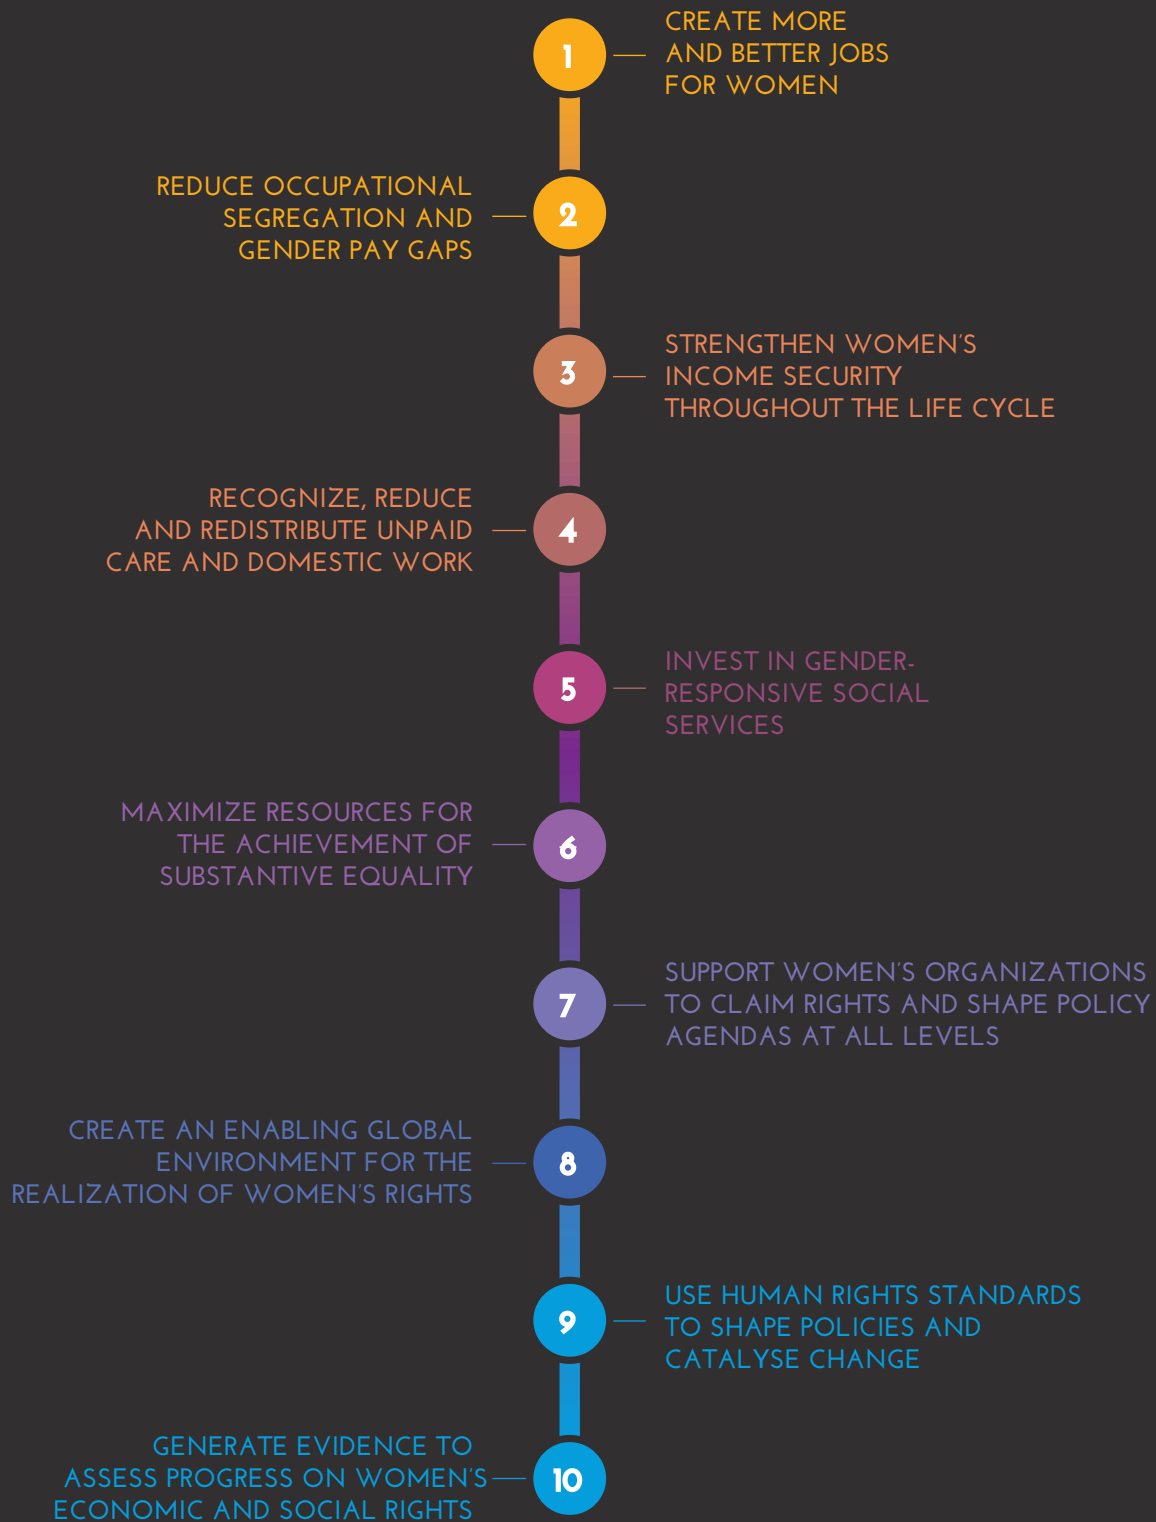 1
CREATE MORE
AND BETTER JOBS
FOR WOMEN
2
REDUCE OCCUPATIONAL
SEGREGATION AND
GENDER PAY GAPS
3
STRENGTHEN WOMEN'S
INCOME SECURITY
THROUGHOUT THE LIFE CYCLE
4
RECOGNIZE, REDUCE
AND REDISTRIBUTE UNPAID
CARE AND DOMESTIC WORK
5
INVEST IN GENDER-
RESPONSIVE SOCIAL
SERVICES
6
MAXIMIZE RESOURCES FOR
THE ACHIEVEMENT OF
SUBSTANTIVE EQUALITY
7
SUPPORT WOMEN'S ORGANIZATIONS
TO CLAIM RIGHTS AND SHAPE POLICY
AGENDAS AT ALL LEVELS
8
CREATE AN ENABLING GLOBAL
ENVIRONMENT FOR THE
REALIZATION OF WOMEN'S RIGHTS
9
USE HUMAN RIGHTS STANDARDS
TO SHAPE POLICIES AND
CATALYSE CHANGE
10
GENERATE EVIDENCE TO
ASSESS PROGRESS ON WOMEN'S
ECONOMIC AND SOCIAL RIGHTS